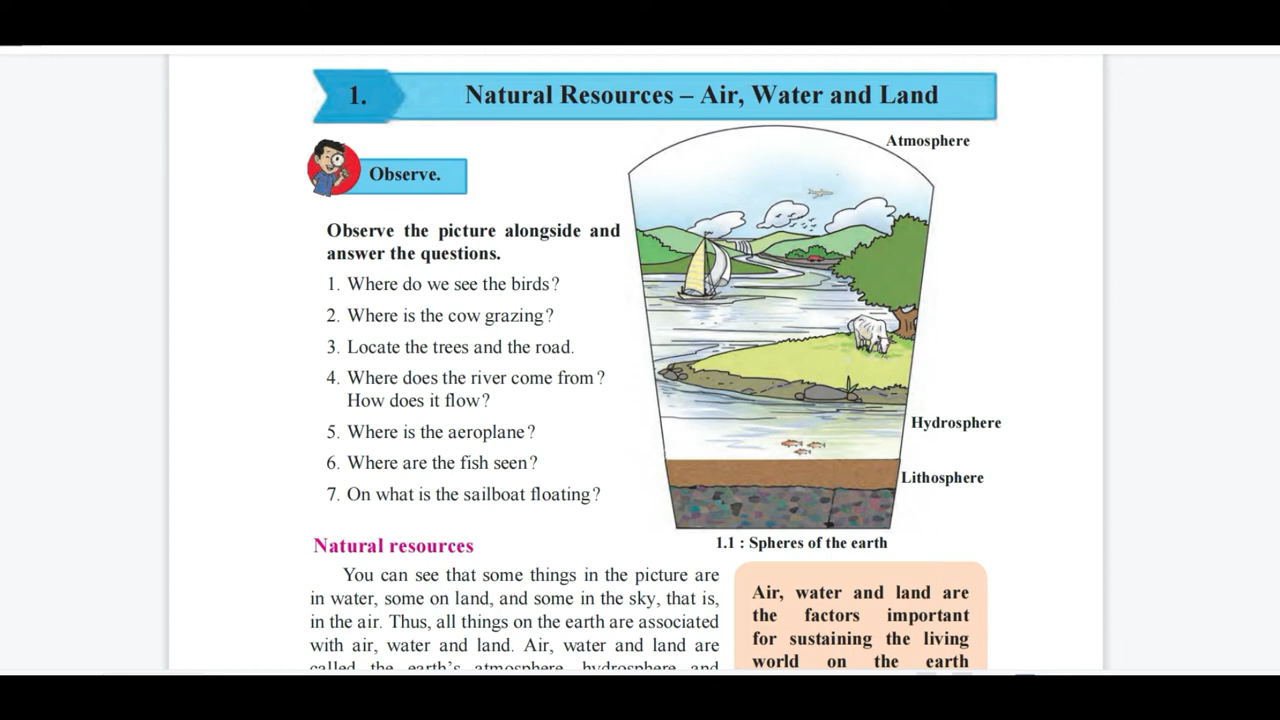 1.
Natural Resources – Air, Water and Land
Observe.
Observe the picture alongside and
answer the questions.
1. Where do we see the birds?
2. Where is the cow grazing?
3. Locate the trees and the road.
4. Where does the river come from?
How does it flow?
5. Where is the aeroplane?
6. Where are the fish seen?
7. On what is the sailboat floating?
Atmosphere
Hydrosphere
Lithosphere
1.1 : Spheres of the earth
Natural resources
You can see that some things in the picture are
in water, some on land, and some in the sky, that is,
in the air. Thus, all things on the earth are associated
with air, water and land. Air, water and land are
called the earth's atmosphere, hydrosphere and
Air, water and land are
the factors important
for sustaining the living
world on the earth